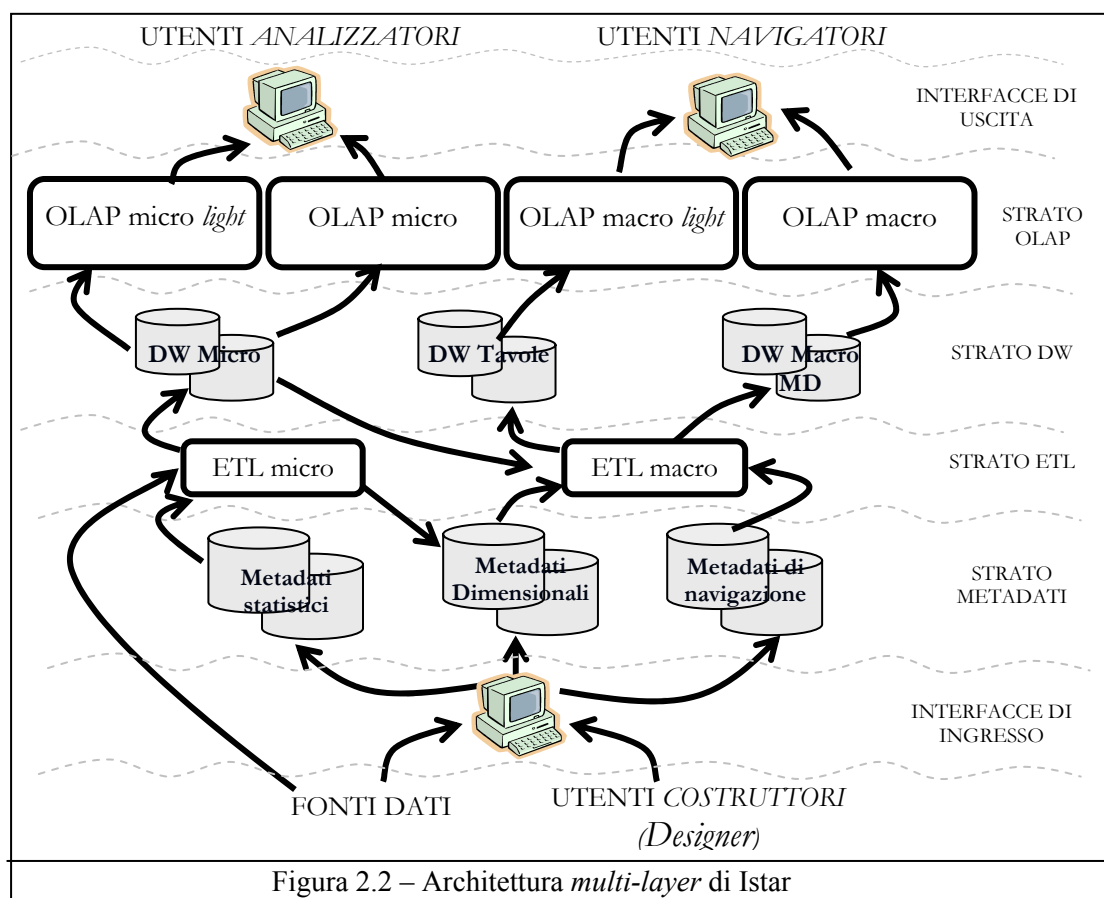 UTENTI ANALIZZATORI
UTENTI NAVIGATORI
INTERFACCE DI
USCITA
OLAP micro light
OLAP micro
OLAP macro light
OLAP macro
STRATO
OLAP
DW Micro
DW Tavole
DW Macro
MD
STRATO DW
ETL micro
ETL macro
STRATO ETL
Metadati
statistici
Metadati
Dimensionali
Metadati di
navigazione
STRATO
METADATI
INTERFACCE DI
INGRESSO
FONTI DATI
UTENTI COSTRUTTORI
(Designer)
Figura 2.2 – Architettura multi-layer di Istar